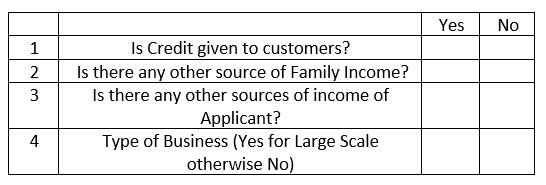 Yes No
1 Is Credit given to customers?
2 Is there any other source of Family Income?
3 Is there any other sources of income of
Applicant?
4 Type of Business (Yes for Large Scale
otherwise No)